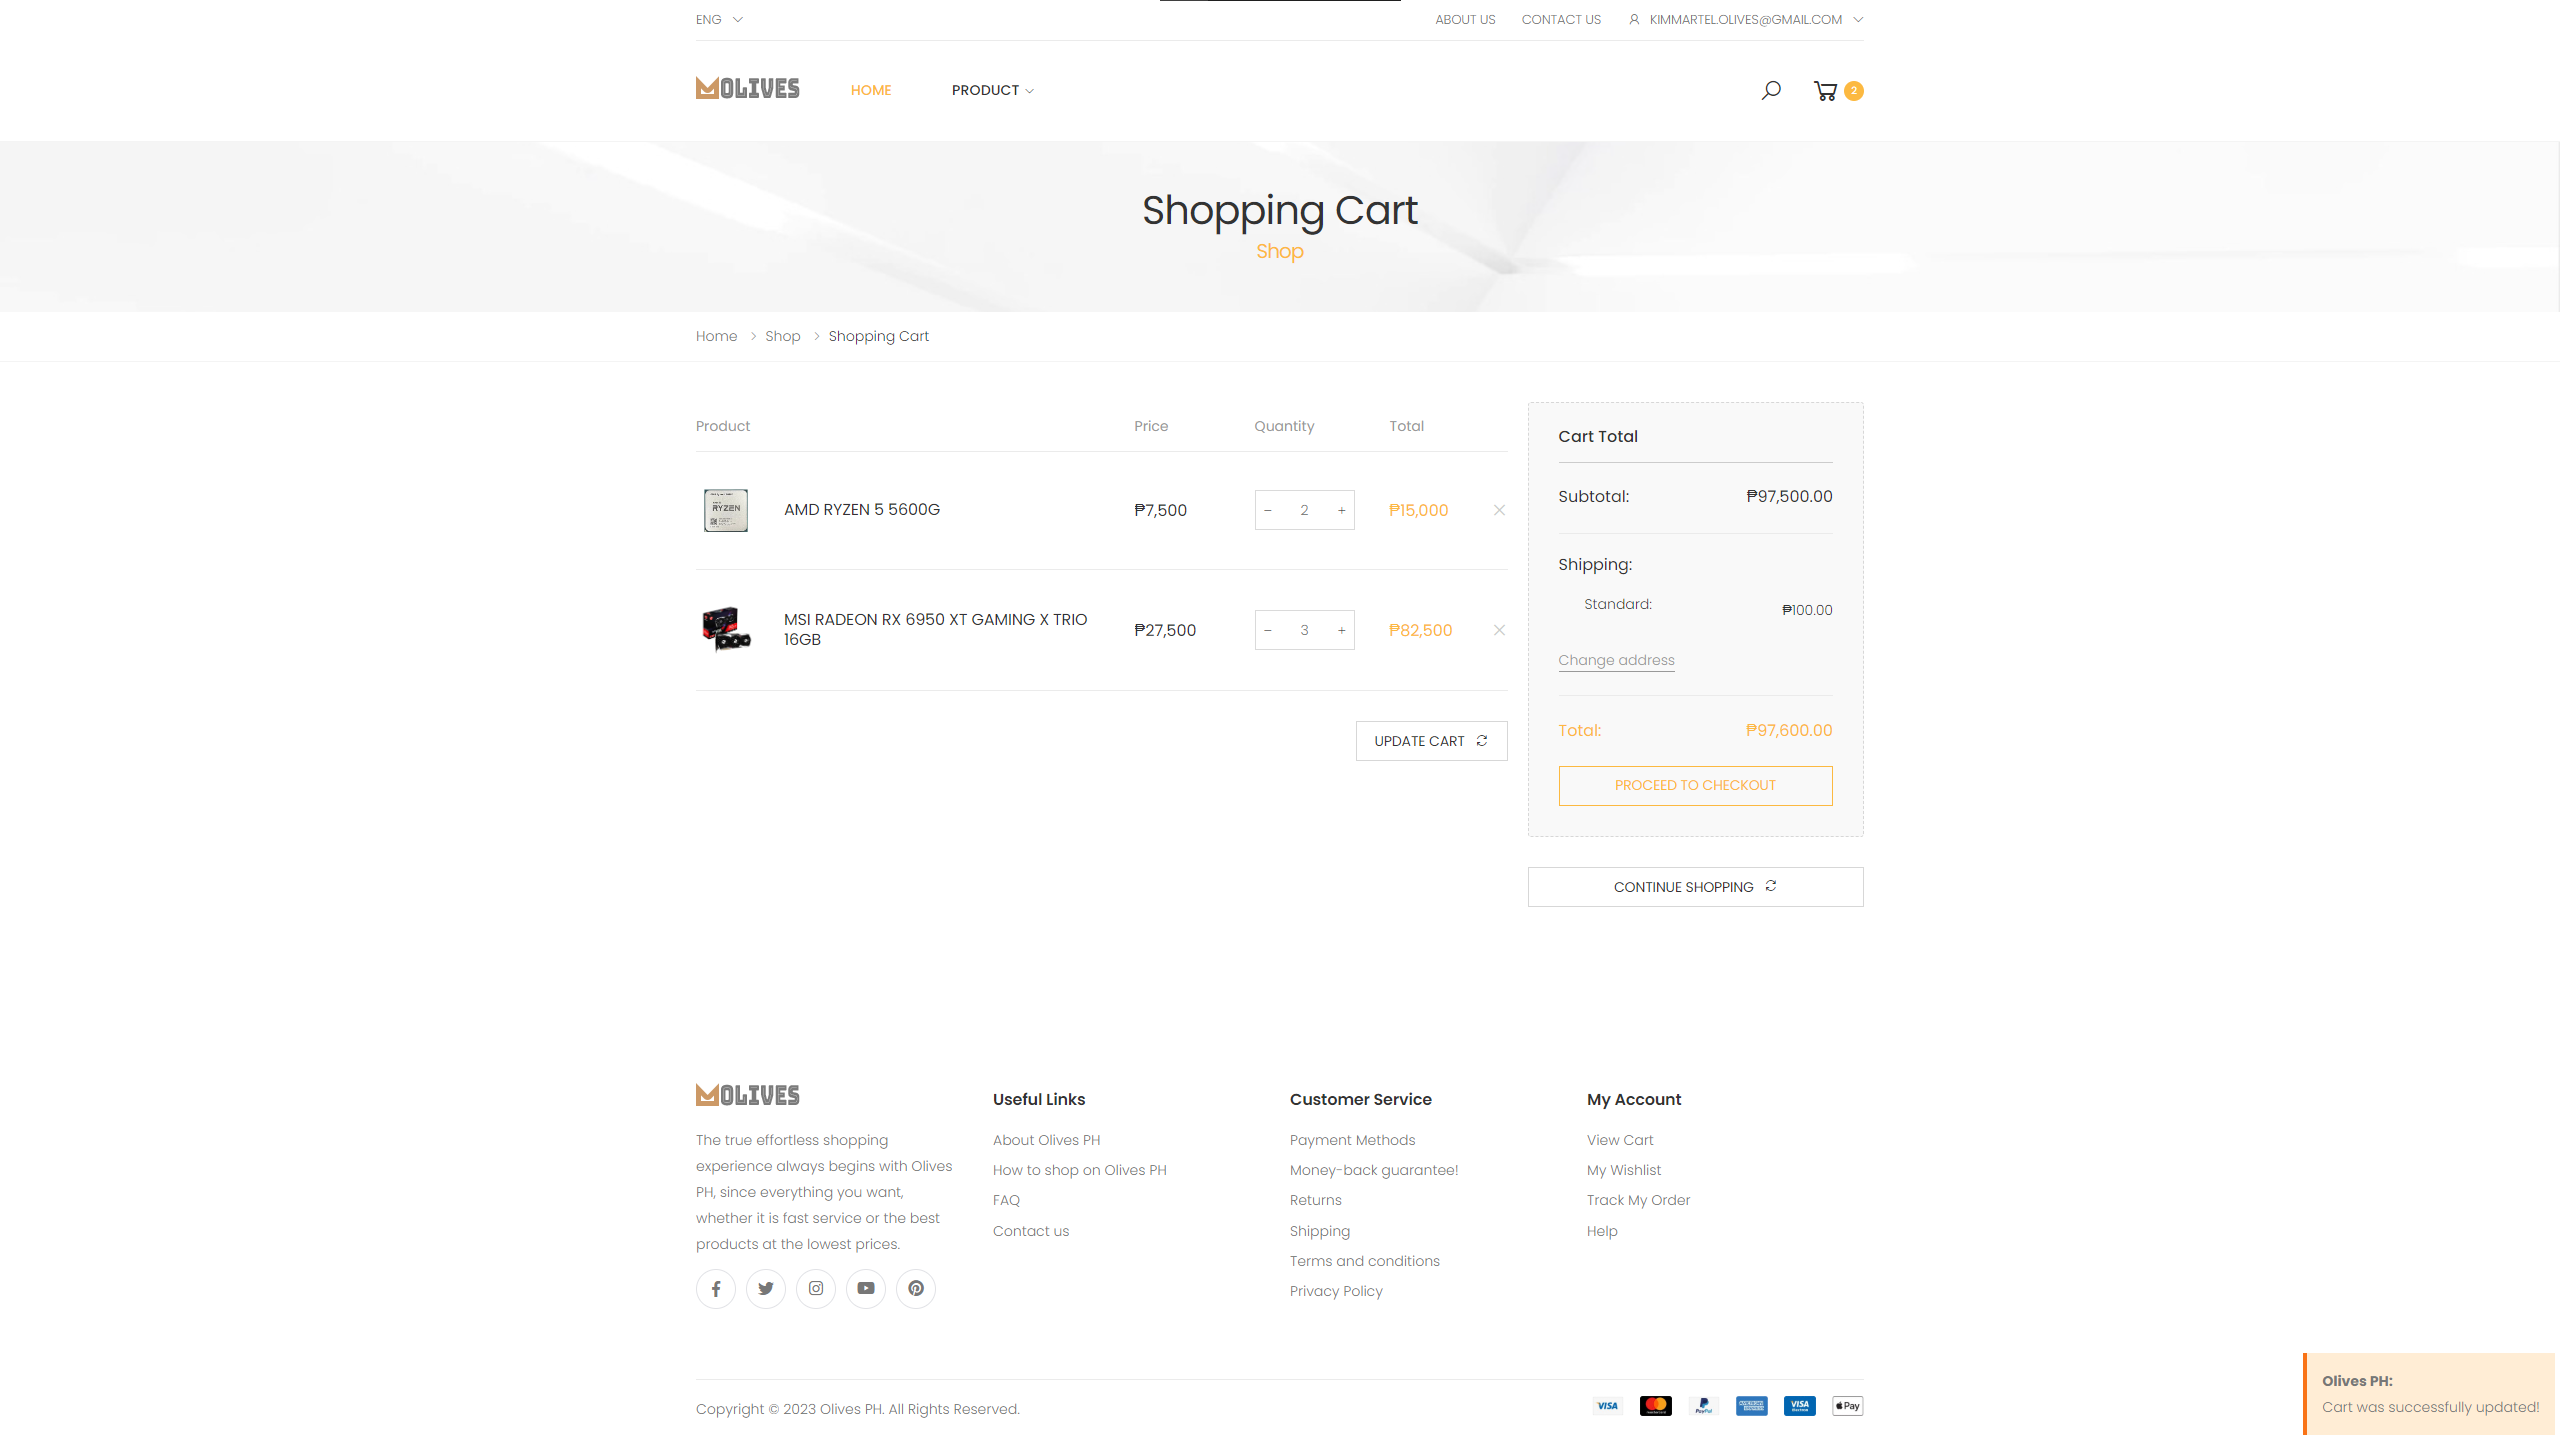 ENG
ABOUT US
CONTACT US
KIMMARTEL.OLIVES@GMAIL.COM
MOLIVES
HOME
PRODUCT
2
Shopping Cart
Shop
Home
Shop
Shopping Cart
Product
Price
Quantity
Total
RYZEN
AMD RYZEN 5 5600G
₱7,500
− 2 +
₱15,000
MSI RADEON RX 6950 XT GAMING X TRIO
16GB
₱27,500
− 3 +
₱82,500
UPDATE CART
Cart Total
Subtotal:
₱97,500.00
Shipping:
Standard:
₱100.00
Change address
Total:
₱97,600.00
PROCEED TO CHECKOUT
CONTINUE SHOPPING
MOLIVES
The true effortless shopping
experience always begins with Olives
PH, since everything you want,
whether it is fast service or the best
products at the lowest prices.
Useful Links
About Olives PH
How to shop on Olives PH
FAQ
Contact us
Customer Service
Payment Methods
Money-back guarantee!
Returns
Shipping
Terms and conditions
Privacy Policy
My Account
View Cart
My Wishlist
Track My Order
Help
Copyright © 2023 Olives PH. All Rights Reserved.
VISA
PayPal
VISA
Pay
Olives PH:
Cart was successfully updated!